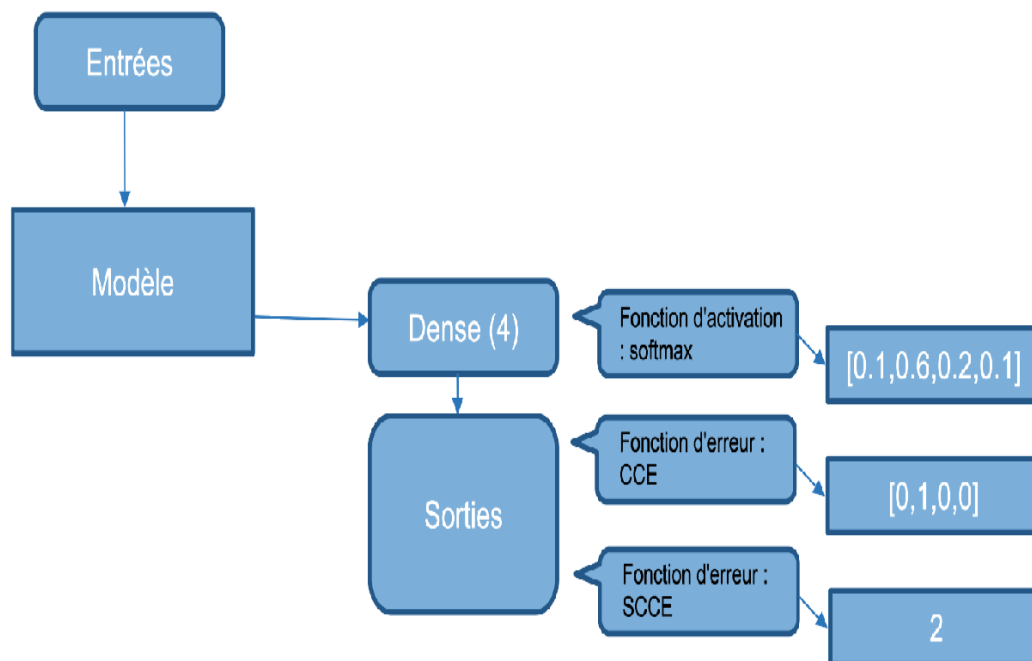 Entrées
Modèle
Dense (4)
Fonction d'activation
: softmax
[0.1,0.6,0.2,0.1]
Sorties
Fonction d'erreur :
CCE
[0,1,0,0]
Fonction d'erreur :
SCCE
2